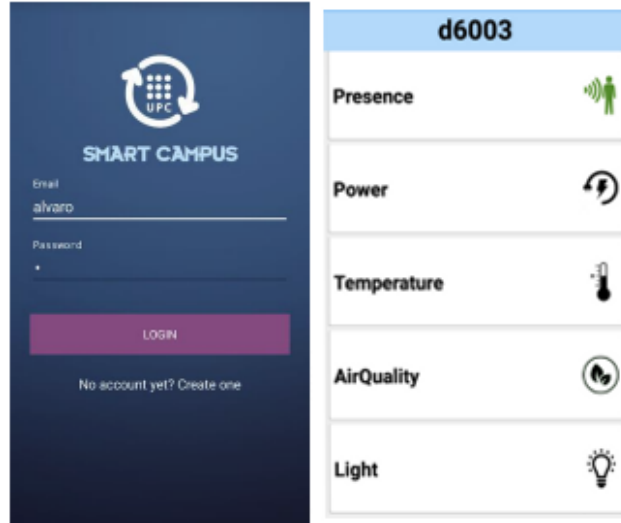 UPC
SMART CAMPUS
Email
alvaro
Password
LOGIN
No account yet? Create one
d6003
Presence
Power
Temperature
AirQuality
Light